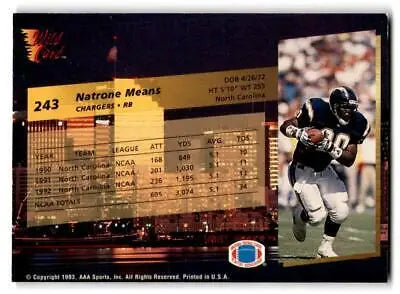 Wild Card
243
Natrone Means
CHARGERS • RB
DOB 4/26/72
HT 5'10" WT 255
North Carolina
YEAR TEAM LEAGUE ATT YDS AVG TDS
1990 North Carolina NCAA 168 849 5.1 10
1991 North Carolina NCAA 201 1,030 5.1 11
1992 North Carolina NCAA 236 1,195 5.1 13
NCAA TOTALS 605 3,074 5.1 34
© Copyright 1993, AAA Sports, Inc. All Rights Reserved. Printed in U.S.A.